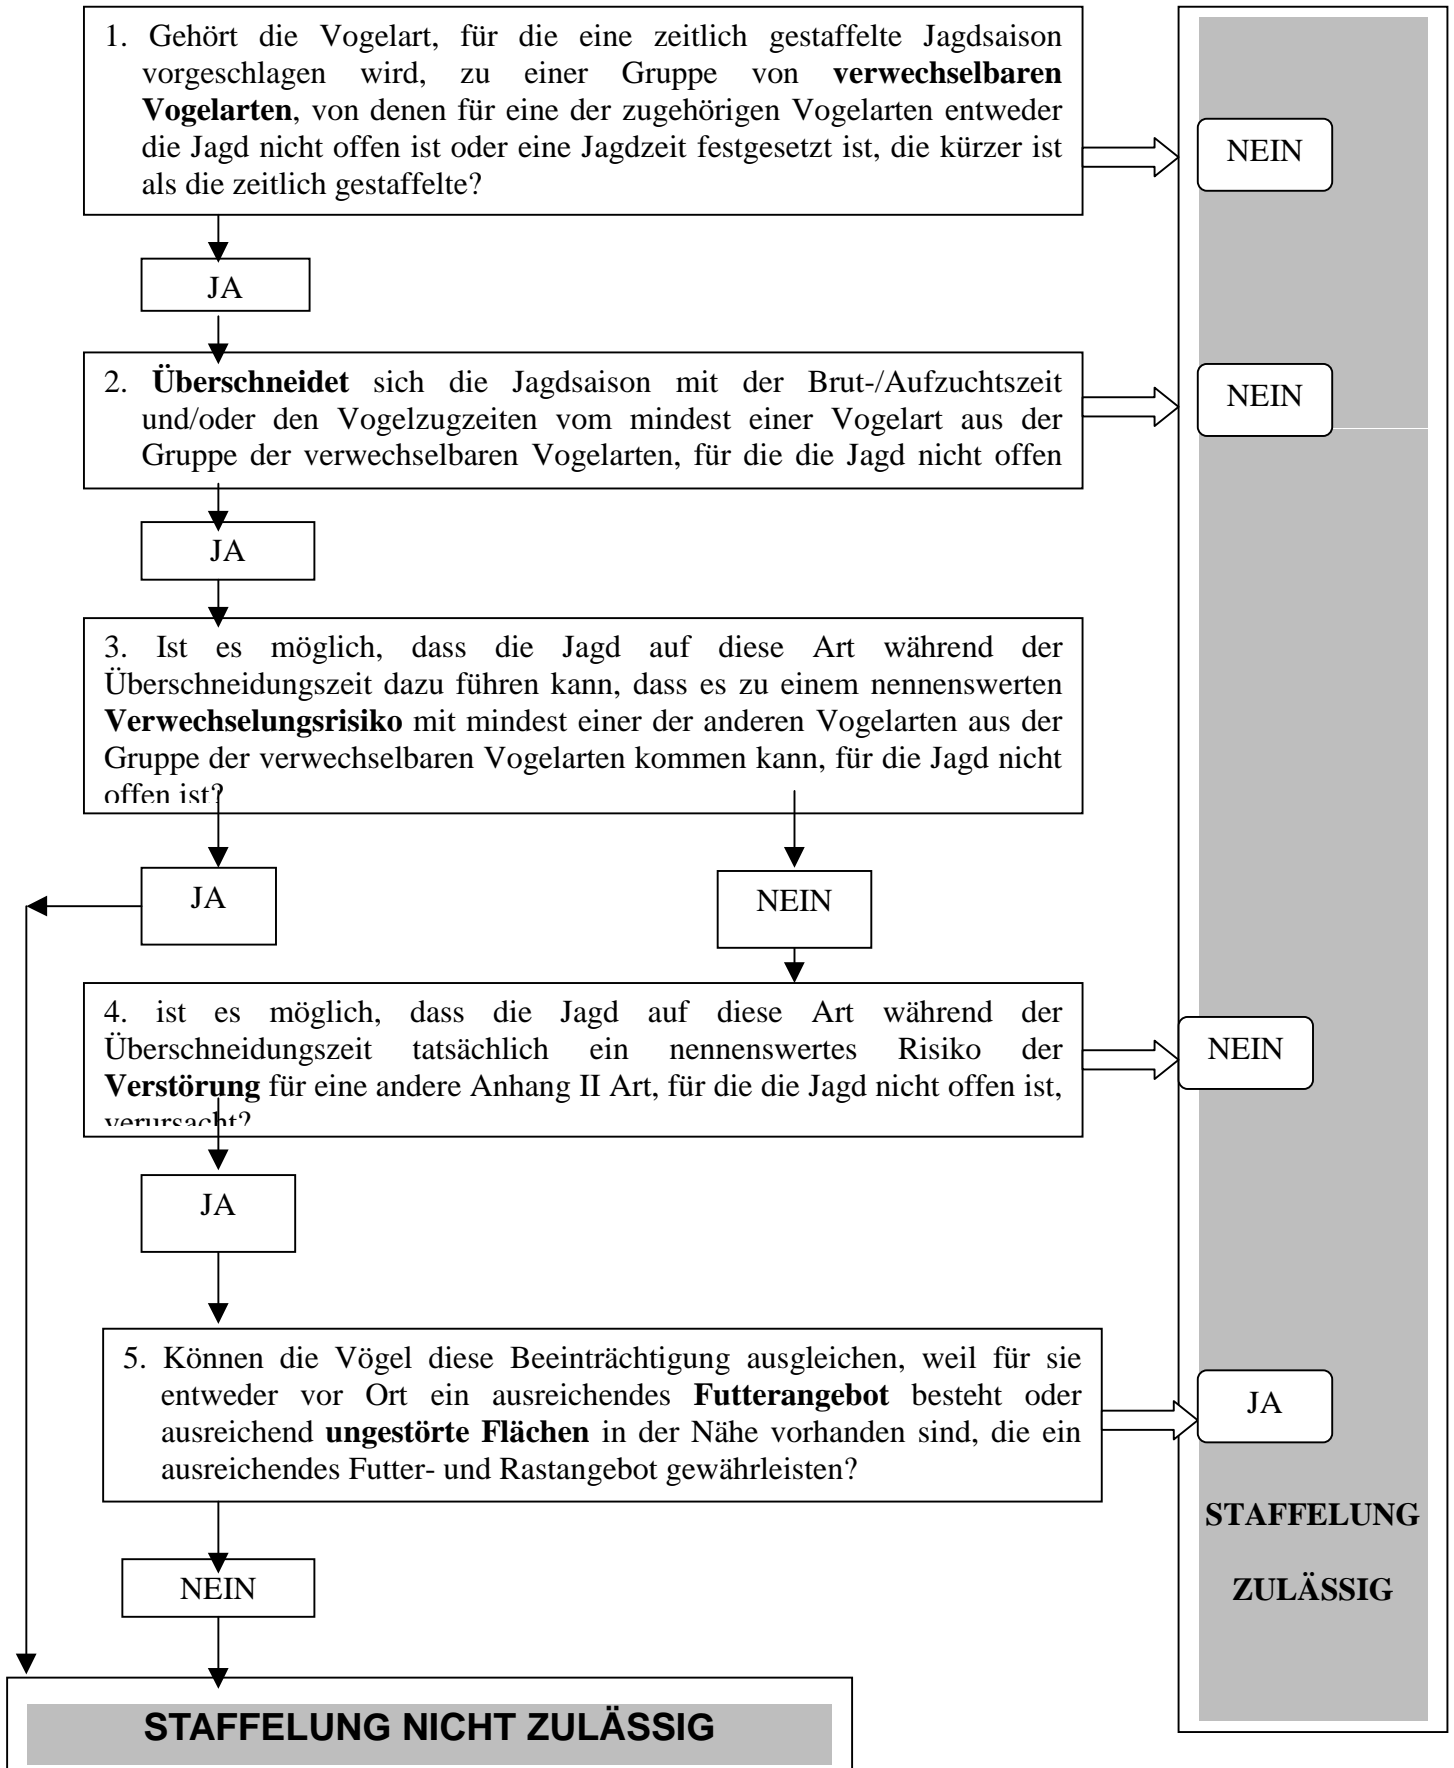 1. Gehört die Vogelart, für die eine zeitlich gestaffelte Jagdsaison
vorgeschlagen wird, zu einer Gruppe von verwechselbaren
Vogelarten, von denen für eine der zugehörigen Vogelarten entweder
die Jagd nicht offen ist oder eine Jagdzeit festgesetzt ist, die kürzer ist
als die zeitlich gestaffelte?
NEIN
JA
2. Überschneidet sich die Jagdsaison mit der Brut-/Aufzuchtszeit
und/oder den Vogelzugzeiten vom mindest einer Vogelart aus der
Gruppe der verwechselbaren Vogelarten, für die die Jagd nicht offen
NEIN
JA
3. Ist es möglich, dass die Jagd auf diese Art während der
Überschneidungszeit dazu führen kann, dass es zu einem nennenswerten
Verwechselungsrisiko mit mindest einer der anderen Vogelarten aus der
Gruppe der verwechselbaren Vogelarten kommen kann, für die Jagd nicht
offen ist?
JA
NEIN
4. ist es möglich, dass die Jagd auf diese Art während der
Überschneidungszeit tatsächlich ein nennenswertes Risiko der
Verstörung für eine andere Anhang II Art, für die die Jagd nicht offen ist,
verursacht?
NEIN
JA
5. Können die Vögel diese Beeinträchtigung ausgleichen, weil für sie
entweder vor Ort ein ausreichendes Futterangebot besteht oder
ausreichend ungestörte Flächen in der Nähe vorhanden sind, die ein
ausreichendes Futter- und Rastangebot gewährleisten?
JA
STAFFELUNG
ZULÄSSIG
NEIN
STAFFELUNG NICHT ZULÄSSIG